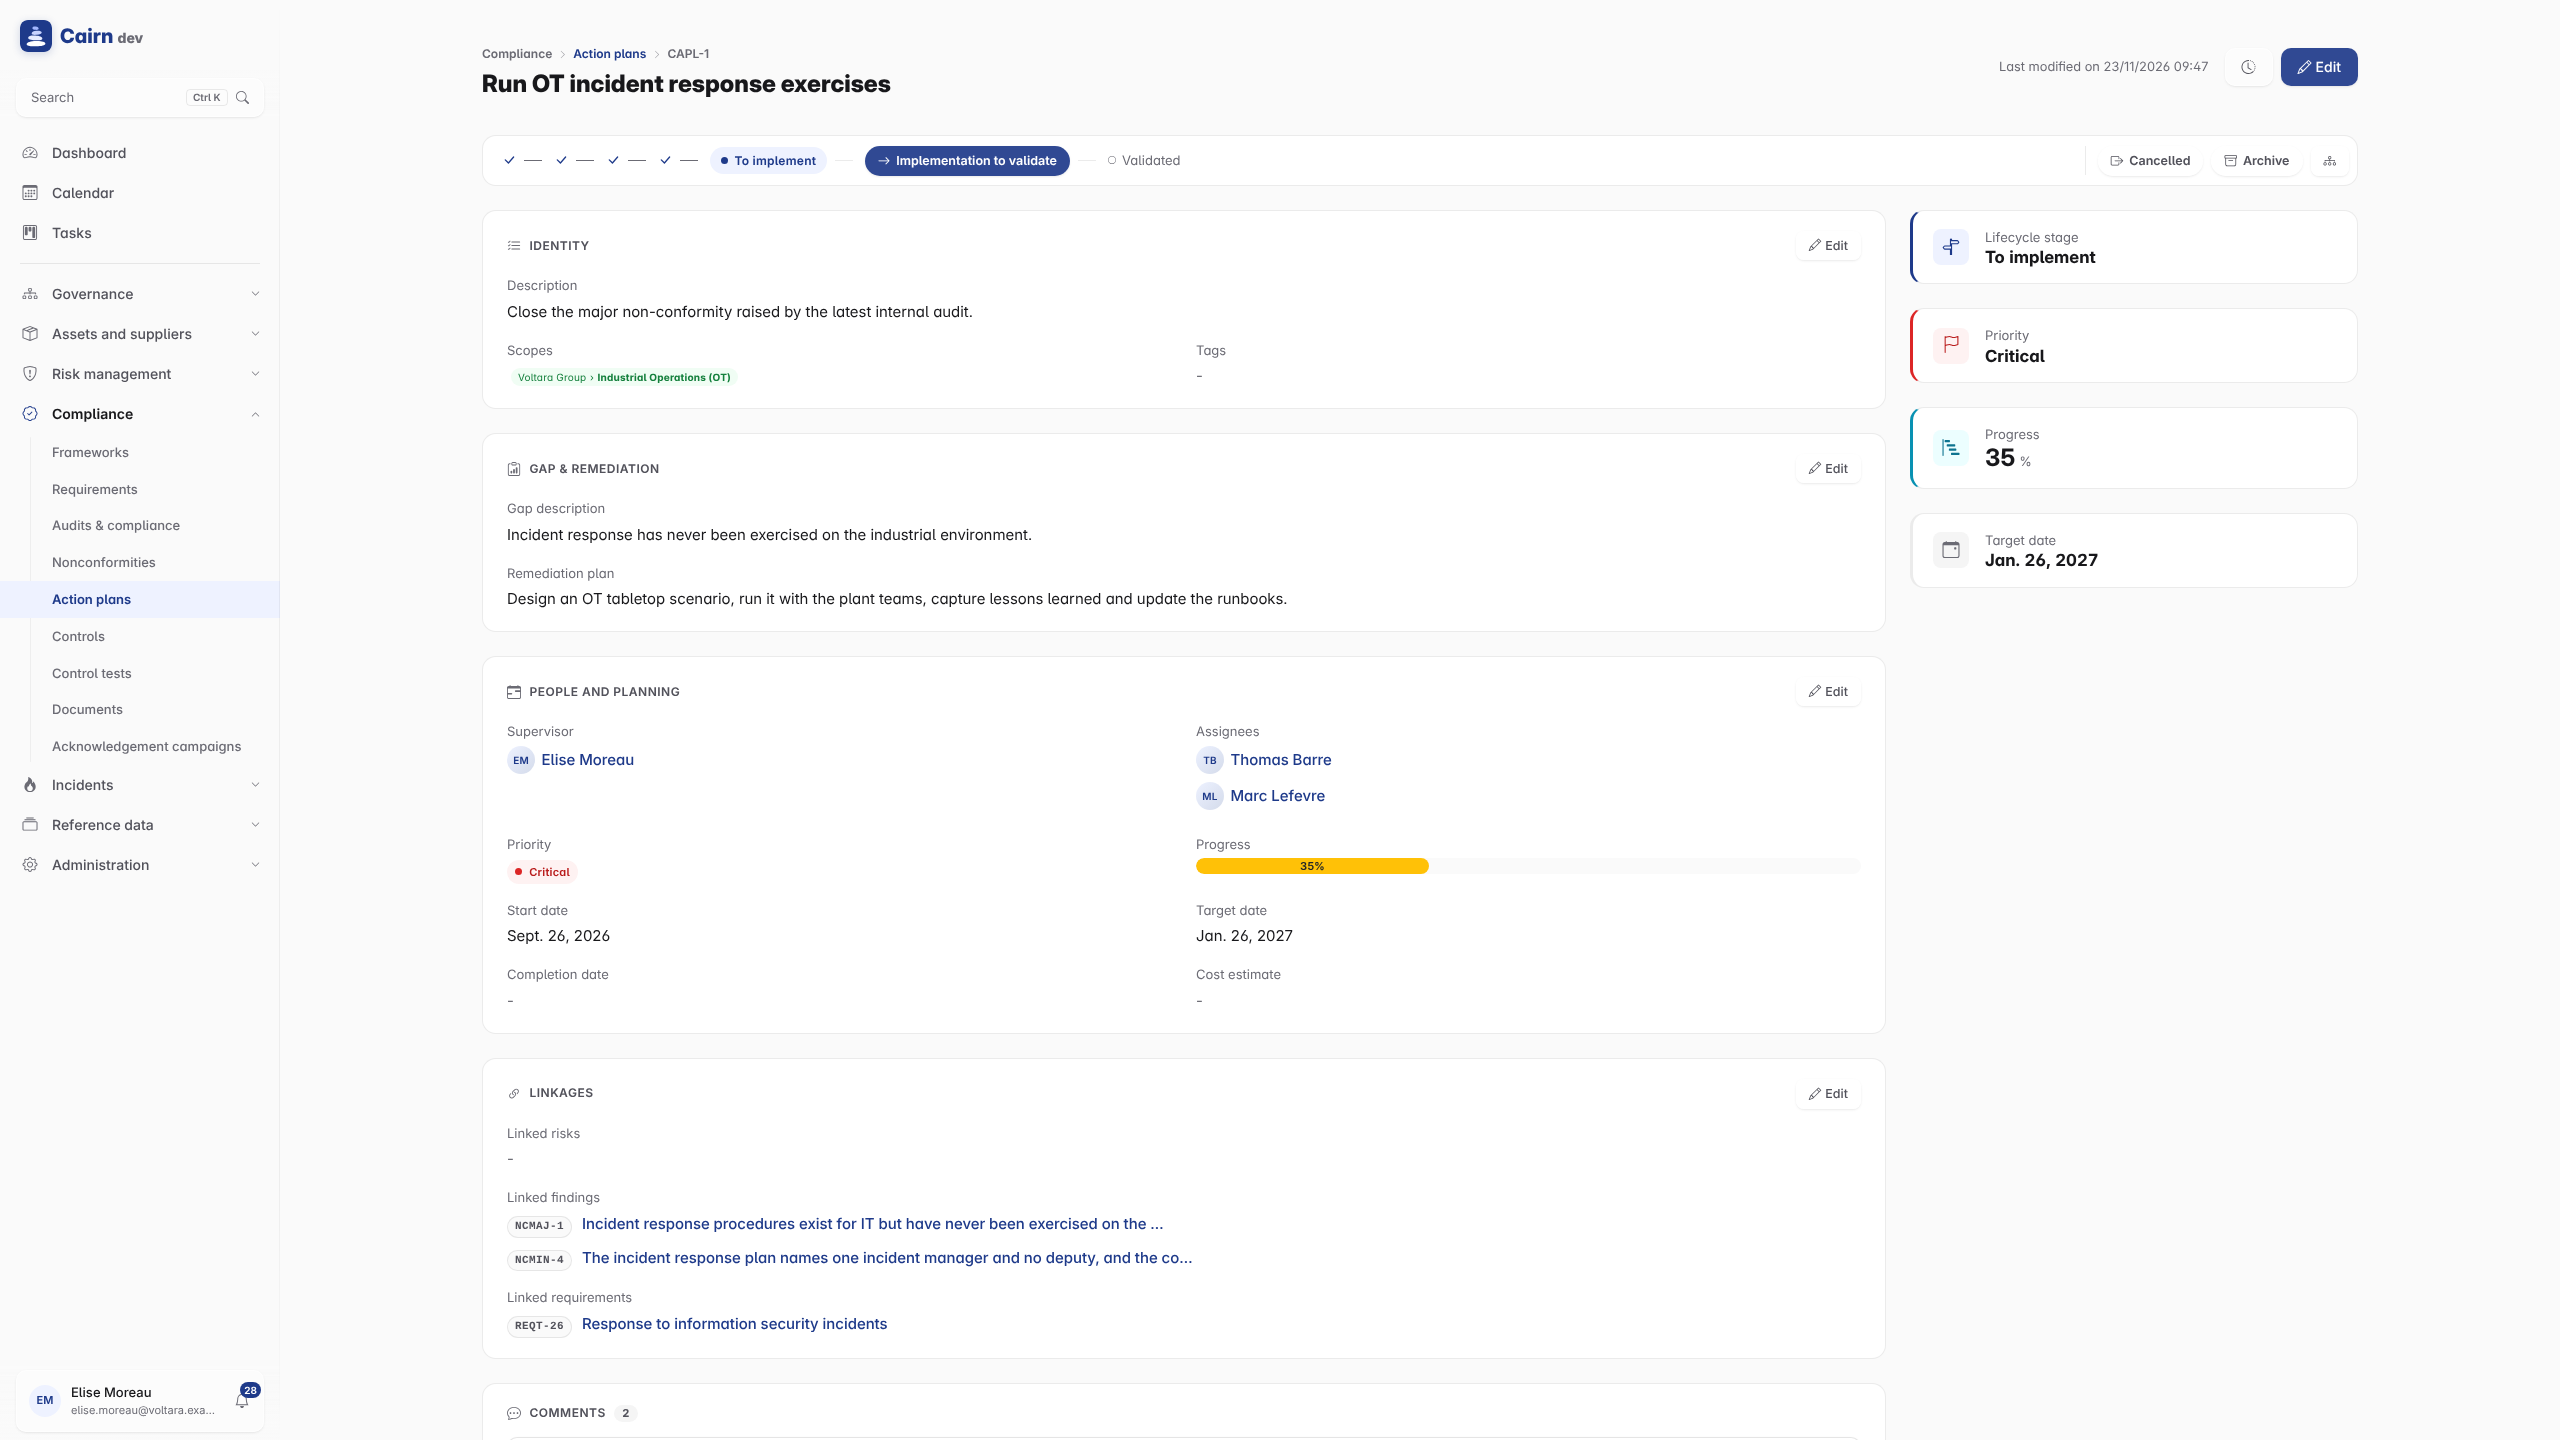 Cairn dev
Search Ctrl K
Dashboard
Calendar
Tasks
Governance
Assets and suppliers
Risk management
Compliance
Frameworks
Requirements
Audits & compliance
Nonconformities
Action plans
Controls
Control tests
Documents
Acknowledgement campaigns
Incidents
Reference data
Administration
EM
Elise Moreau
elise.moreau@voltara.exa...
28
Compliance › Action plans › CAPL-1
Run OT incident response exercises
Last modified on 23/11/2026 09:47
Edit
To implement
Implementation to validate
Validated
Cancelled
Archive
IDENTITY
Edit
Description
Close the major non-conformity raised by the latest internal audit.
Scopes
Voltara Group › Industrial Operations (OT)
Tags
-
GAP & REMEDIATION
Edit
Gap description
Incident response has never been exercised on the industrial environment.
Remediation plan
Design an OT tabletop scenario, run it with the plant teams, capture lessons learned and update the runbooks.
PEOPLE AND PLANNING
Edit
Supervisor
EM Elise Moreau
Assignees
TB Thomas Barre
ML Marc Lefevre
Priority
Critical
Progress
35%
Start date
Sept. 26, 2026
Target date
Jan. 26, 2027
Completion date
-
Cost estimate
-
LINKAGES
Edit
Linked risks
-
Linked findings
NCMAJ-1 Incident response procedures exist for IT but have never been exercised on the ...
NCMIN-4 The incident response plan names one incident manager and no deputy, and the co...
Linked requirements
REQT-26 Response to information security incidents
COMMENTS 2
Lifecycle stage
To implement
Priority
Critical
Progress
35 %
Target date
Jan. 26, 2027